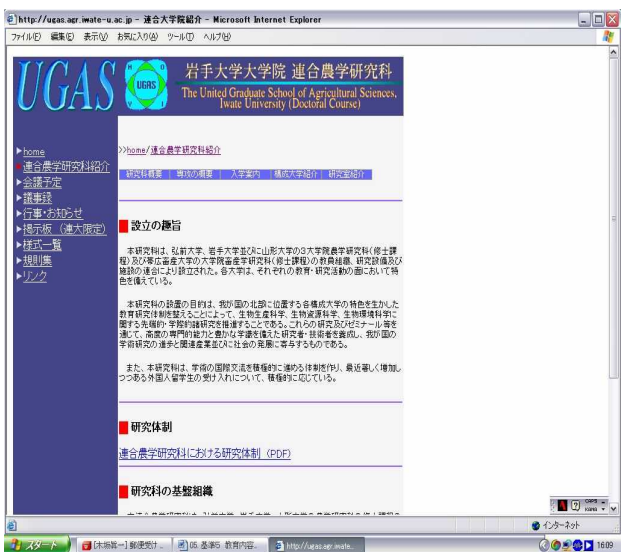 http://ugas.agr.iwate-u.ac.jp - 連合大学院紹介 - Microsoft Internet Explorer
ファイル(F) 編集(E) 表示(V) お気に入り(A) ツール(T) ヘルプ(H)
UGAS
UGAS
岩手大学大学院 連合農学研究科
The United Graduate School of Agricultural Sciences,
Iwate University (Doctoral Course)
home
連合農学研究科紹介
会議予定
議事録
行事・お知らせ
掲示板(連大限定)
様式一覧
規則集
リンク
>>home/連合農学研究科紹介
研究科概要 | 専攻の概要 | 入学案内 | 構成大学紹介 | 研究室紹介
設立の趣旨
本研究科は、弘前大学、岩手大学並びに山形大学の3大学院農学研究科(修士課
程)及び帯広畜産大学の大学院畜産学研究科(修士課程)の教員組織、研究設備及び
施設の連合により設立された。各大学は、それぞれの教育・研究活動の面において特
色を備えている。
本研究科の設置の目的は、我が国の北部に位置する各構成大学の特色を生かした
教育研究体制を整えることによって、生物生産科学、生物資源科学、生物環境科学に
関する先端的・学際的諸研究を推進することである。これらの研究及びゼミナール等を
通じて、高度の専門的能力と豊かな学識を備えた研究者・技術者を養成し、我が国の
学術研究の進歩と関連産業並びに社会の発展に寄与するものである。
また、本研究科は、学術の国際交流を積極的に進める体制を作り、最近著しく増加し
つつある外国人留学生の受け入れについて、積極的に応じている。
研究体制
連合農学研究科における研究体制 (PDF)
研究科の基盤組織
CAPS
KANA
インターネット
スタート
05. 基準5 教育内容..
http://ugas.agr.iwate..
16:09